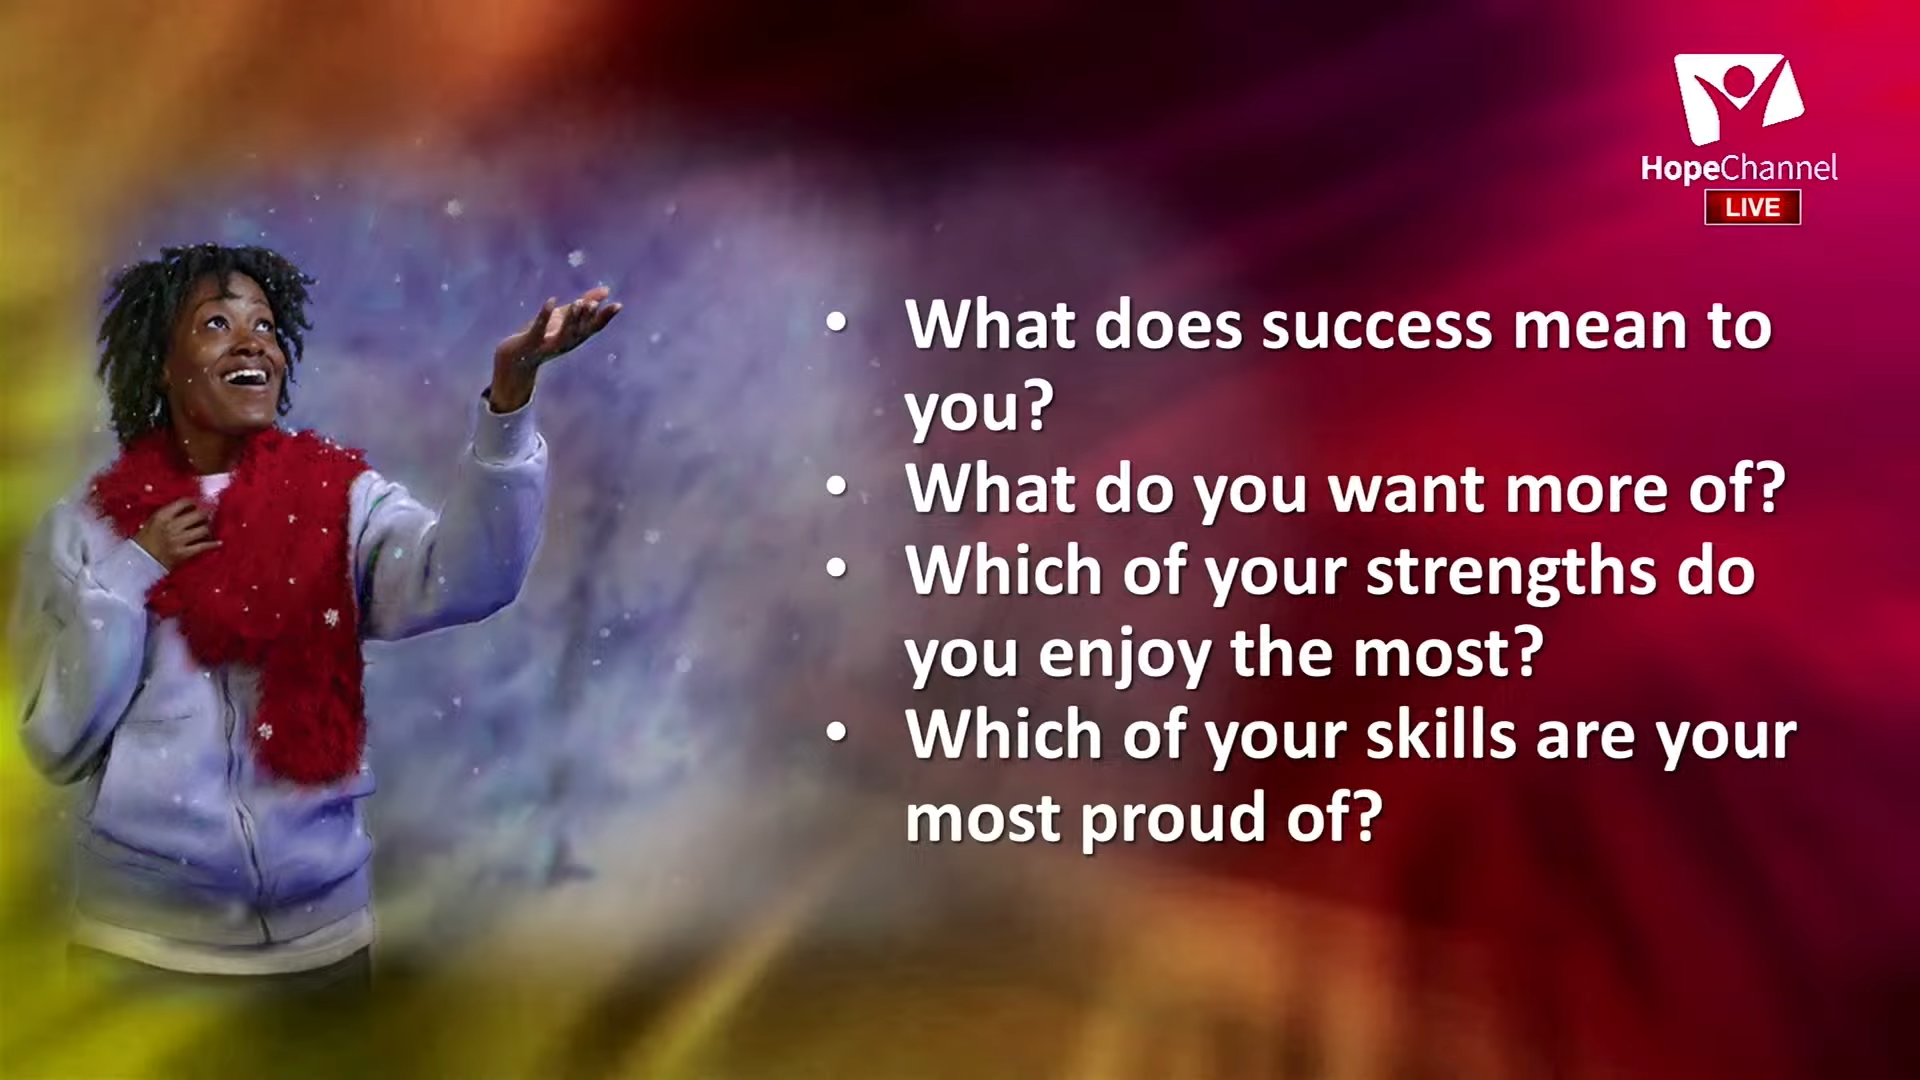 HopeChannel
LIVE
• What does success mean to
you?
• What do you want more of?
• Which of your strengths do
you enjoy the most?
• Which of your skills are your
most proud of?